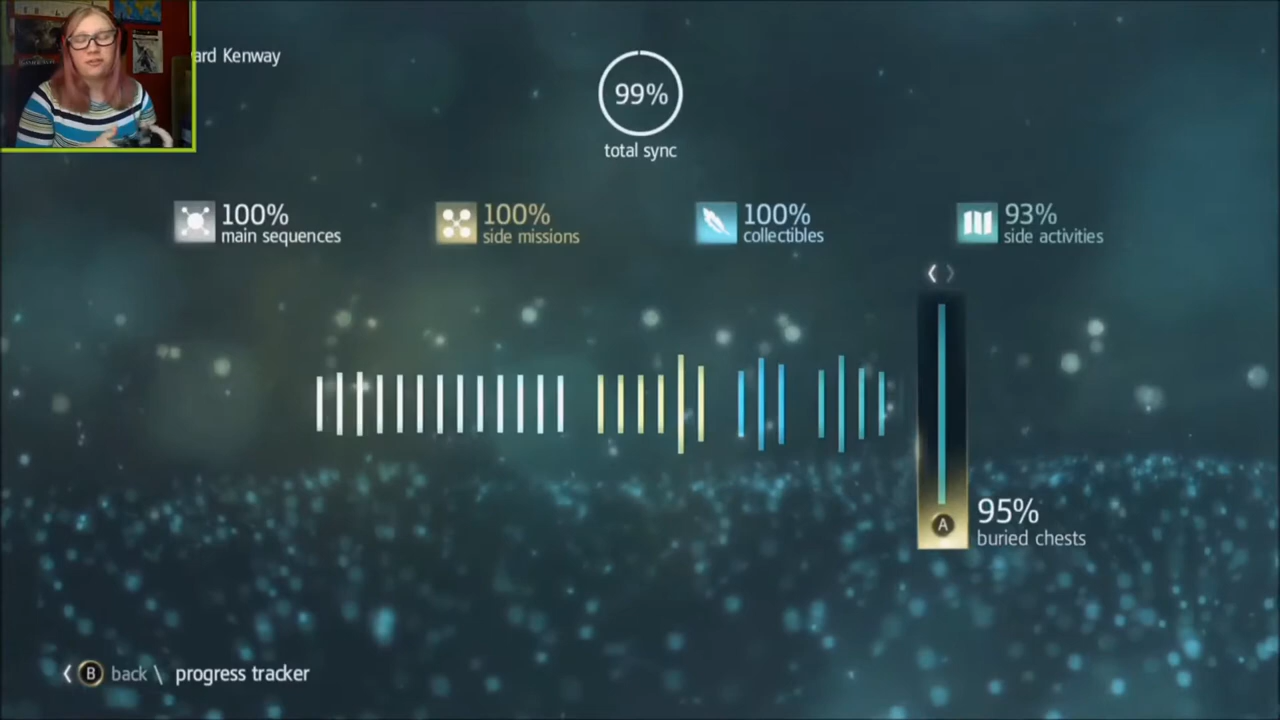 ard Kenway
99%
total sync
100%
main sequences
100%
side missions
100%
collectibles
93%
side activities
A
95%
buried chests
B back \ progress tracker